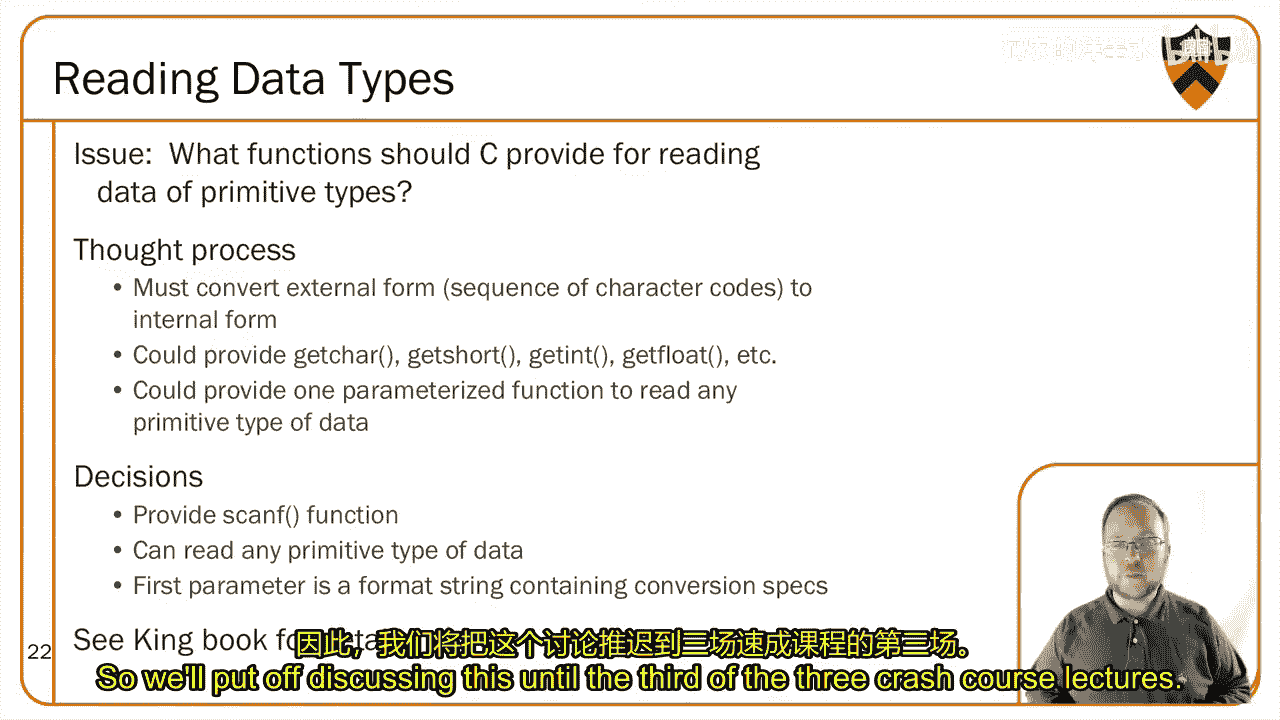 Reading Data Types
Issue: What functions should C provide for reading
data of primitive types?
Thought process
• Must convert external form (sequence of character codes) to
internal form
• Could provide getchar(), getshort(), getint(), getfloat(), etc.
• Could provide one parameterized function to read any
primitive type of data
Decisions
• Provide scanf() function
• Can read any primitive type of data
• First parameter is a format string containing conversion specs
See King book for
因此，我们将把这个讨论推迟到三场速成课程的第三场。
22
So we'll put off discussing this until the third of the three crash course lectures.